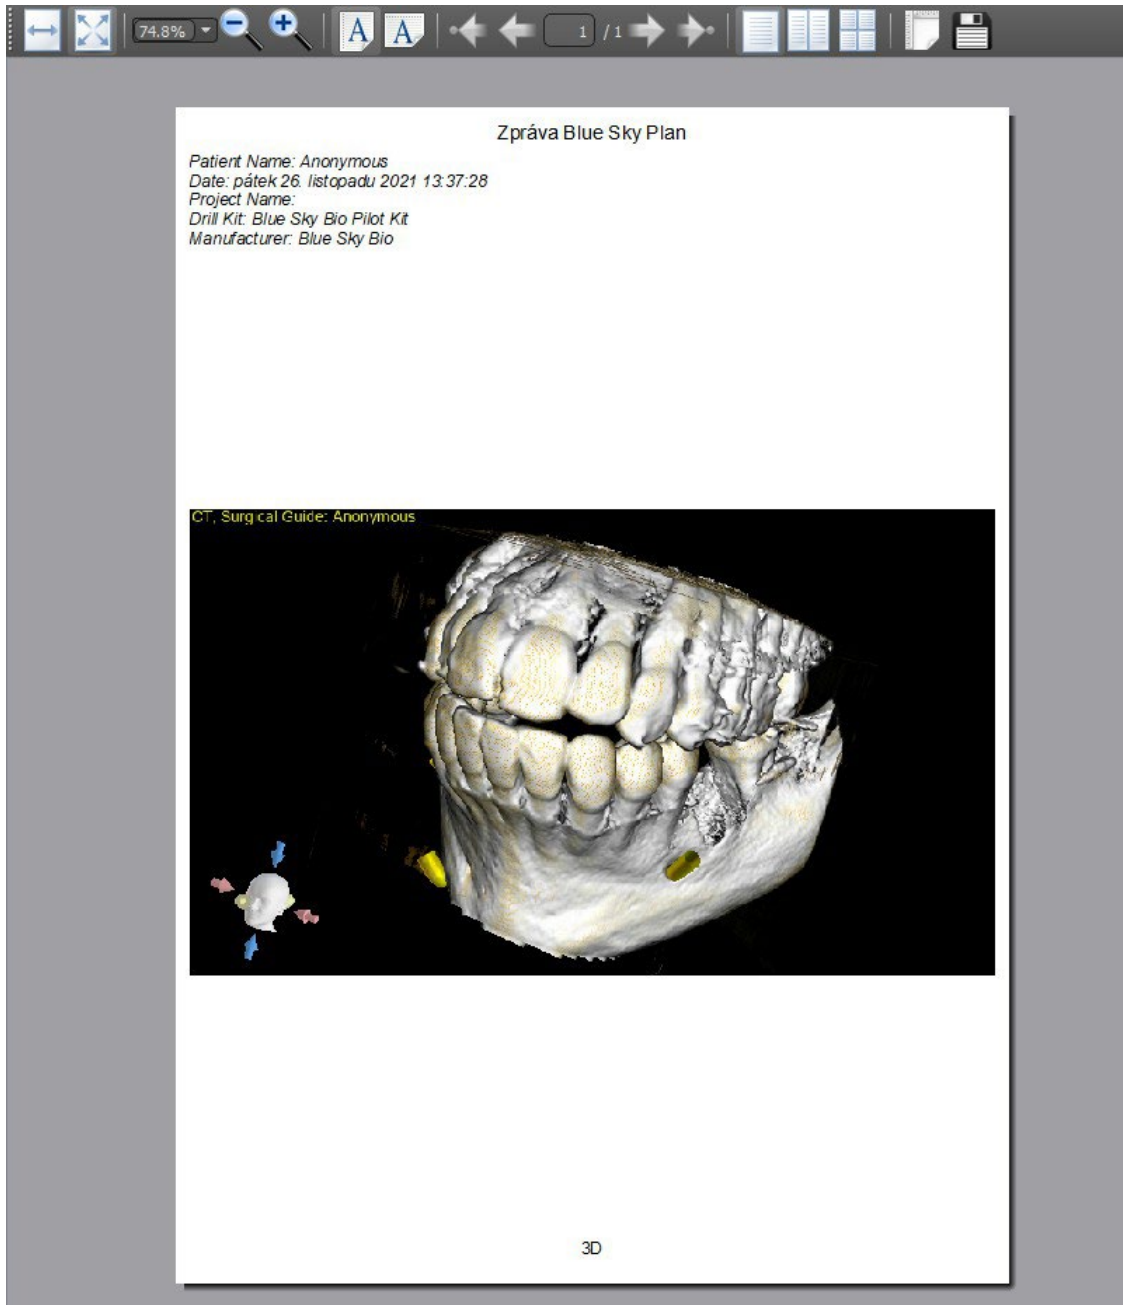 74.8%
A A
1 / 1
Zpráva Blue Sky Plan
Patient Name: Anonymous
Date: pátek 26. listopadu 2021 13:37:28
Project Name:
Drill Kit: Blue Sky Bio Pilot Kit
Manufacturer: Blue Sky Bio
CT, Surgical Guide: Anonymous
3D